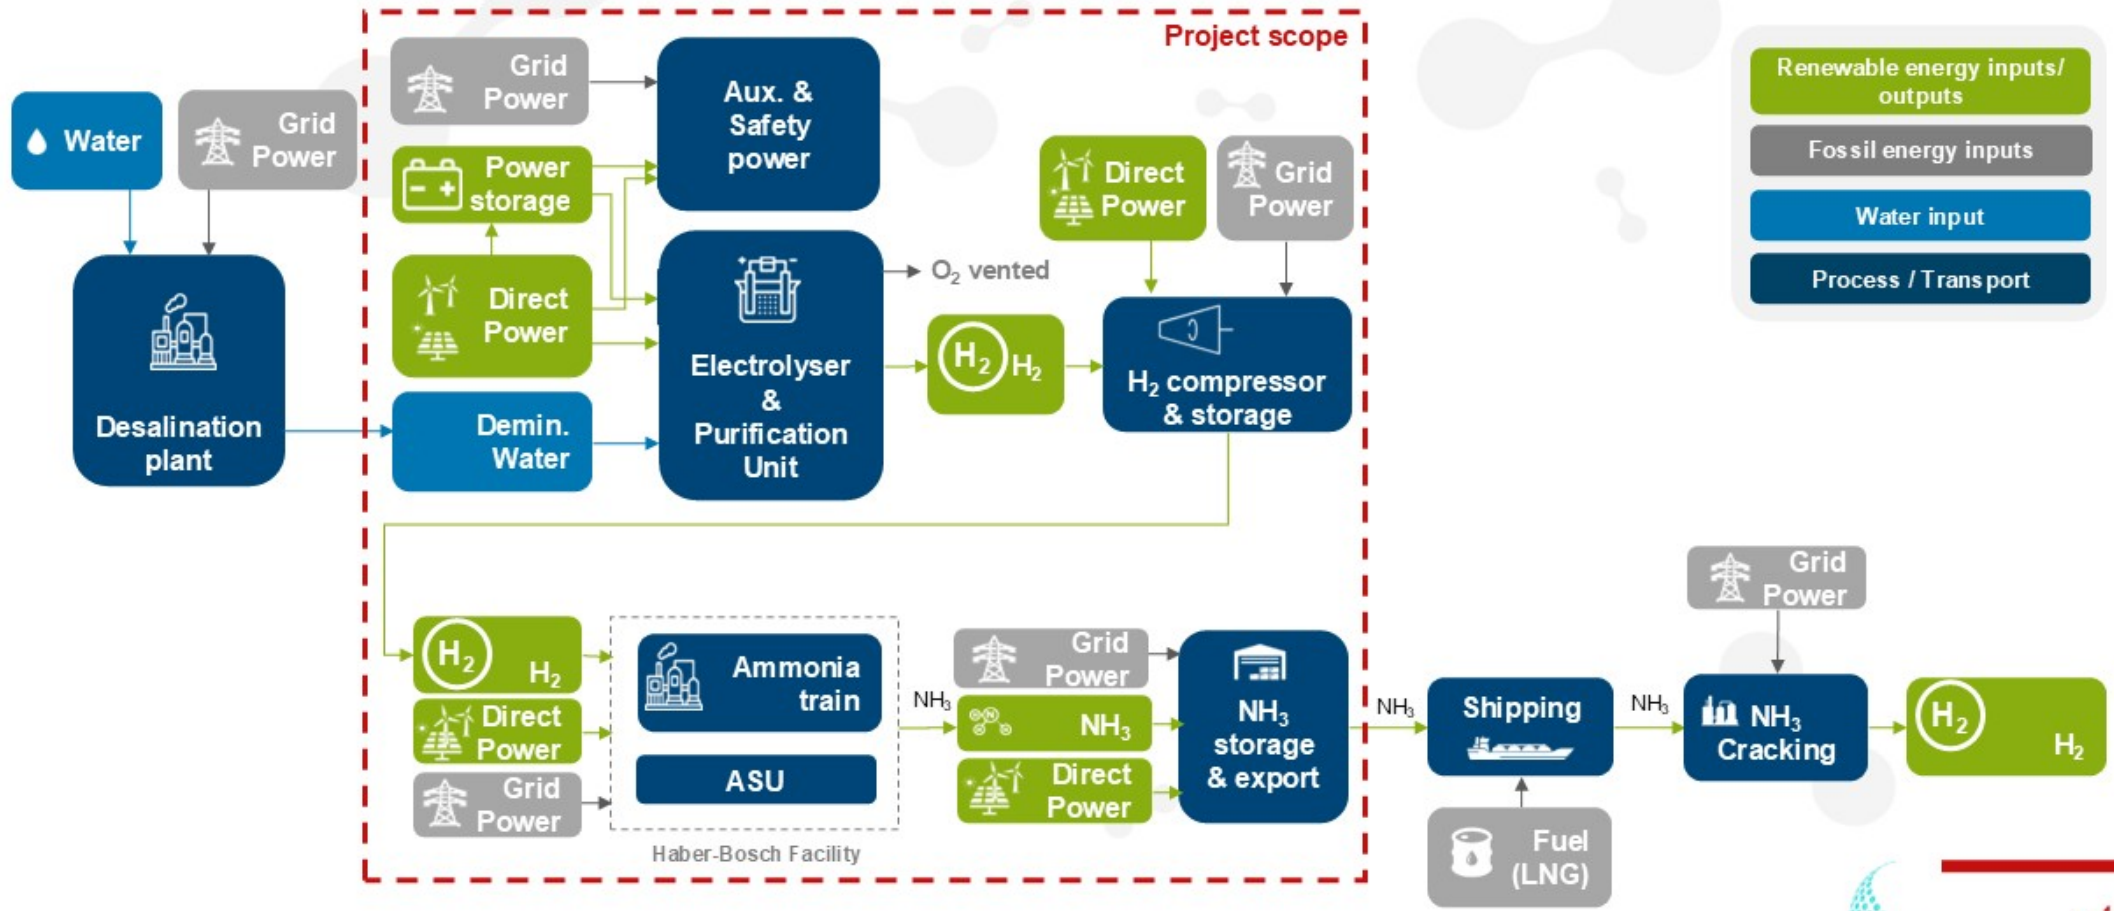 Project scope
Water
Grid
Power
Desalination
plant
Grid
Power
Power
storage
Direct
Power
Demin.
Water
Aux. &
Safety
power
Electrolyser
&
Purification
Unit
O₂ vented
H₂ H₂
Direct
Power
Grid
Power
H₂ compressor
& storage
Renewable energy inputs/
outputs
Fossil energy inputs
Water input
Process / Transport
H₂ H₂
Direct
Power
Grid
Power
Ammonia
train
ASU
Haber-Bosch Facility
NH₃
Grid
Power
NH₃
Direct
Power
NH₃
storage
& export
NH₃
Shipping
Fuel
(LNG)
NH₃
Grid
Power
NH₃
Cracking
H₂ H₂